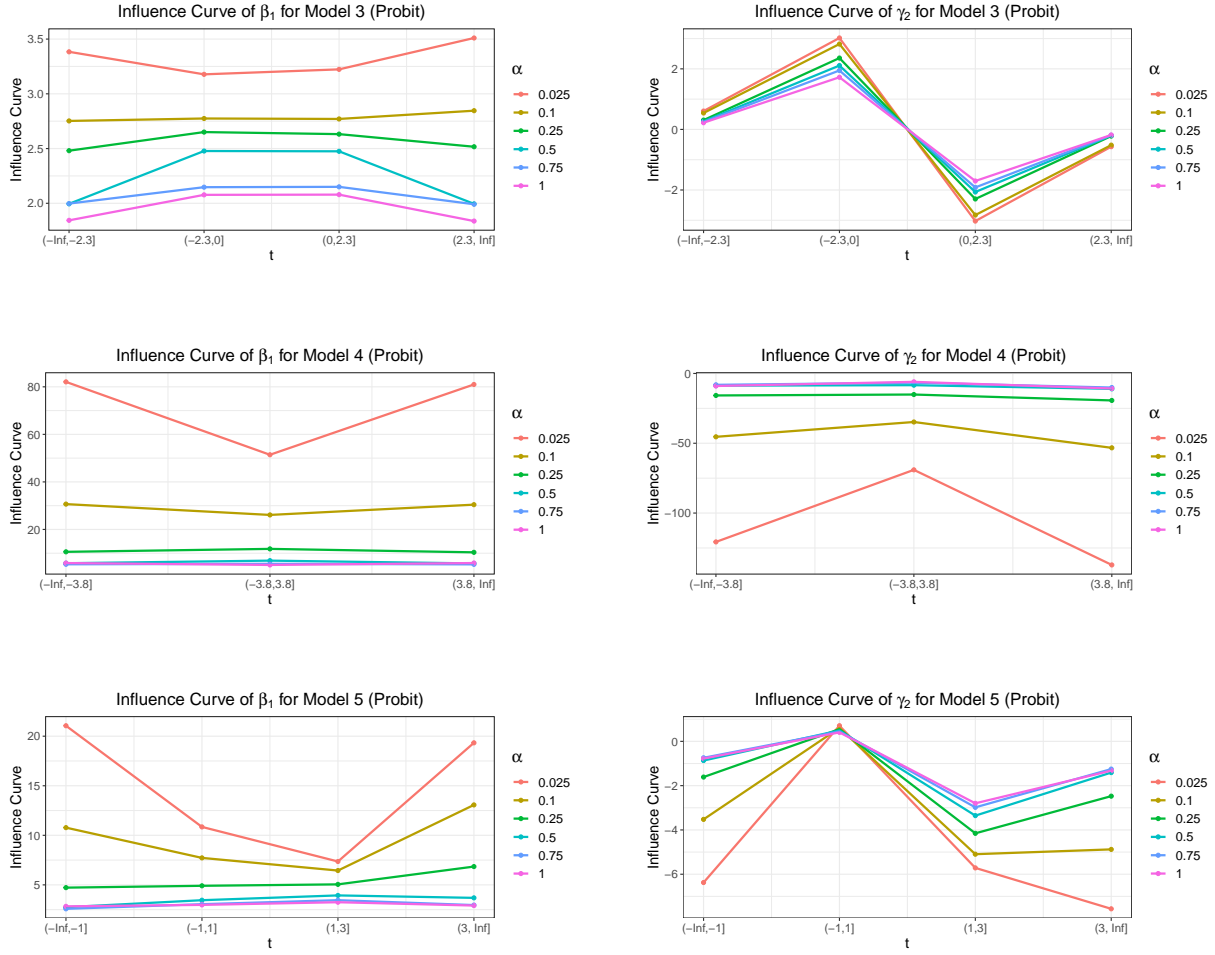 Influence Curve of β₁ for Model 3 (Probit)
Influence Curve
3.5
3.0
2.5
2.0
(−Inf,−2.3]
(−2.3,0]
(0,2.3]
(2.3, Inf]
t
α
0.025
0.1
0.25
0.5
0.75
1
Influence Curve of γ₂ for Model 3 (Probit)
Influence Curve
2
0
−2
(−Inf,−2.3]
(−2.3,0]
(0,2.3]
(2.3, Inf]
t
α
0.025
0.1
0.25
0.5
0.75
1
Influence Curve of β₁ for Model 4 (Probit)
Influence Curve
80
60
40
20
(−Inf,−3.8]
(−3.8,3.8]
(3.8, Inf]
t
α
0.025
0.1
0.25
0.5
0.75
1
Influence Curve of γ₂ for Model 4 (Probit)
Influence Curve
0
−50
−100
(−Inf,−3.8]
(−3.8,3.8]
(3.8, Inf]
t
α
0.025
0.1
0.25
0.5
0.75
1
Influence Curve of β₁ for Model 5 (Probit)
Influence Curve
20
15
10
5
(−Inf,−1]
(−1,1]
(1,3]
(3, Inf]
t
α
0.025
0.1
0.25
0.5
0.75
1
Influence Curve of γ₂ for Model 5 (Probit)
Influence Curve
0
−2
−4
−6
(−Inf,−1]
(−1,1]
(1,3]
(3, Inf]
t
α
0.025
0.1
0.25
0.5
0.75
1